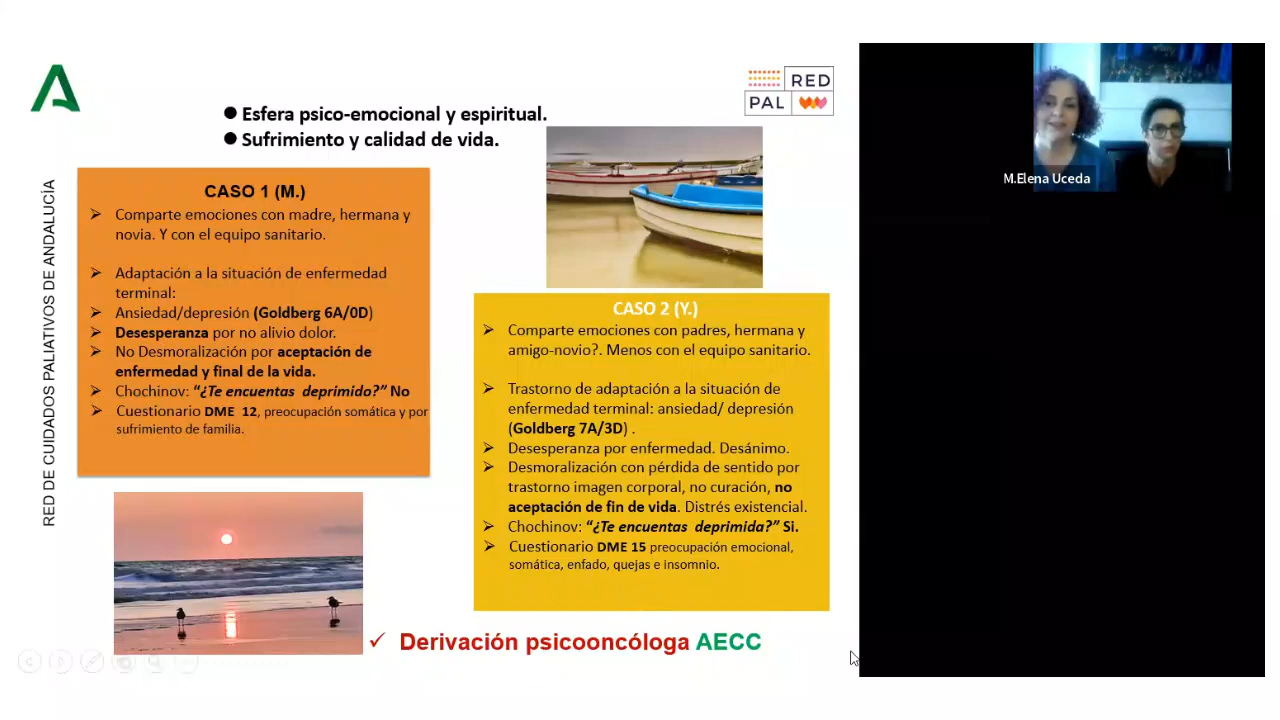 ● Esfera psico-emocional y espiritual.
● Sufrimiento y calidad de vida.
RED
PAL
M.Elena Uceda
RED DE CUIDADOS PALIATIVOS DE ANDALUCÌA
CASO 1 (M.)
➢ Comparte emociones con madre, hermana y
novia. Y con el equipo sanitario.
➢ Adaptación a la situación de enfermedad
terminal:
➢ Ansiedad/depresión (Goldberg 6A/0D)
➢ Desesperanza por no alivio dolor.
➢ No Desmoralización por aceptación de
enfermedad y final de la vida.
➢ Chochinov: “¿Te encuentas deprimido?” No
➢ Cuestionario DME 12, preocupación somática y por
sufrimiento de familia.
CASO 2 (Y.)
➢ Comparte emociones con padres, hermana y
amigo-novio?. Menos con el equipo sanitario.
➢ Trastorno de adaptación a la situación de
enfermedad terminal: ansiedad/ depresión
(Goldberg 7A/3D) .
➢ Desesperanza por enfermedad. Desánimo.
➢ Desmoralización con pérdida de sentido por
trastorno imagen corporal, no curación, no
aceptación de fin de vida. Distrés existencial.
➢ Chochinov: “¿Te encuentas deprimida?” Si.
➢ Cuestionario DME 15 preocupación emocional,
somática, enfado, quejas e insomnio.
✓ Derivación psicooncóloga AECC